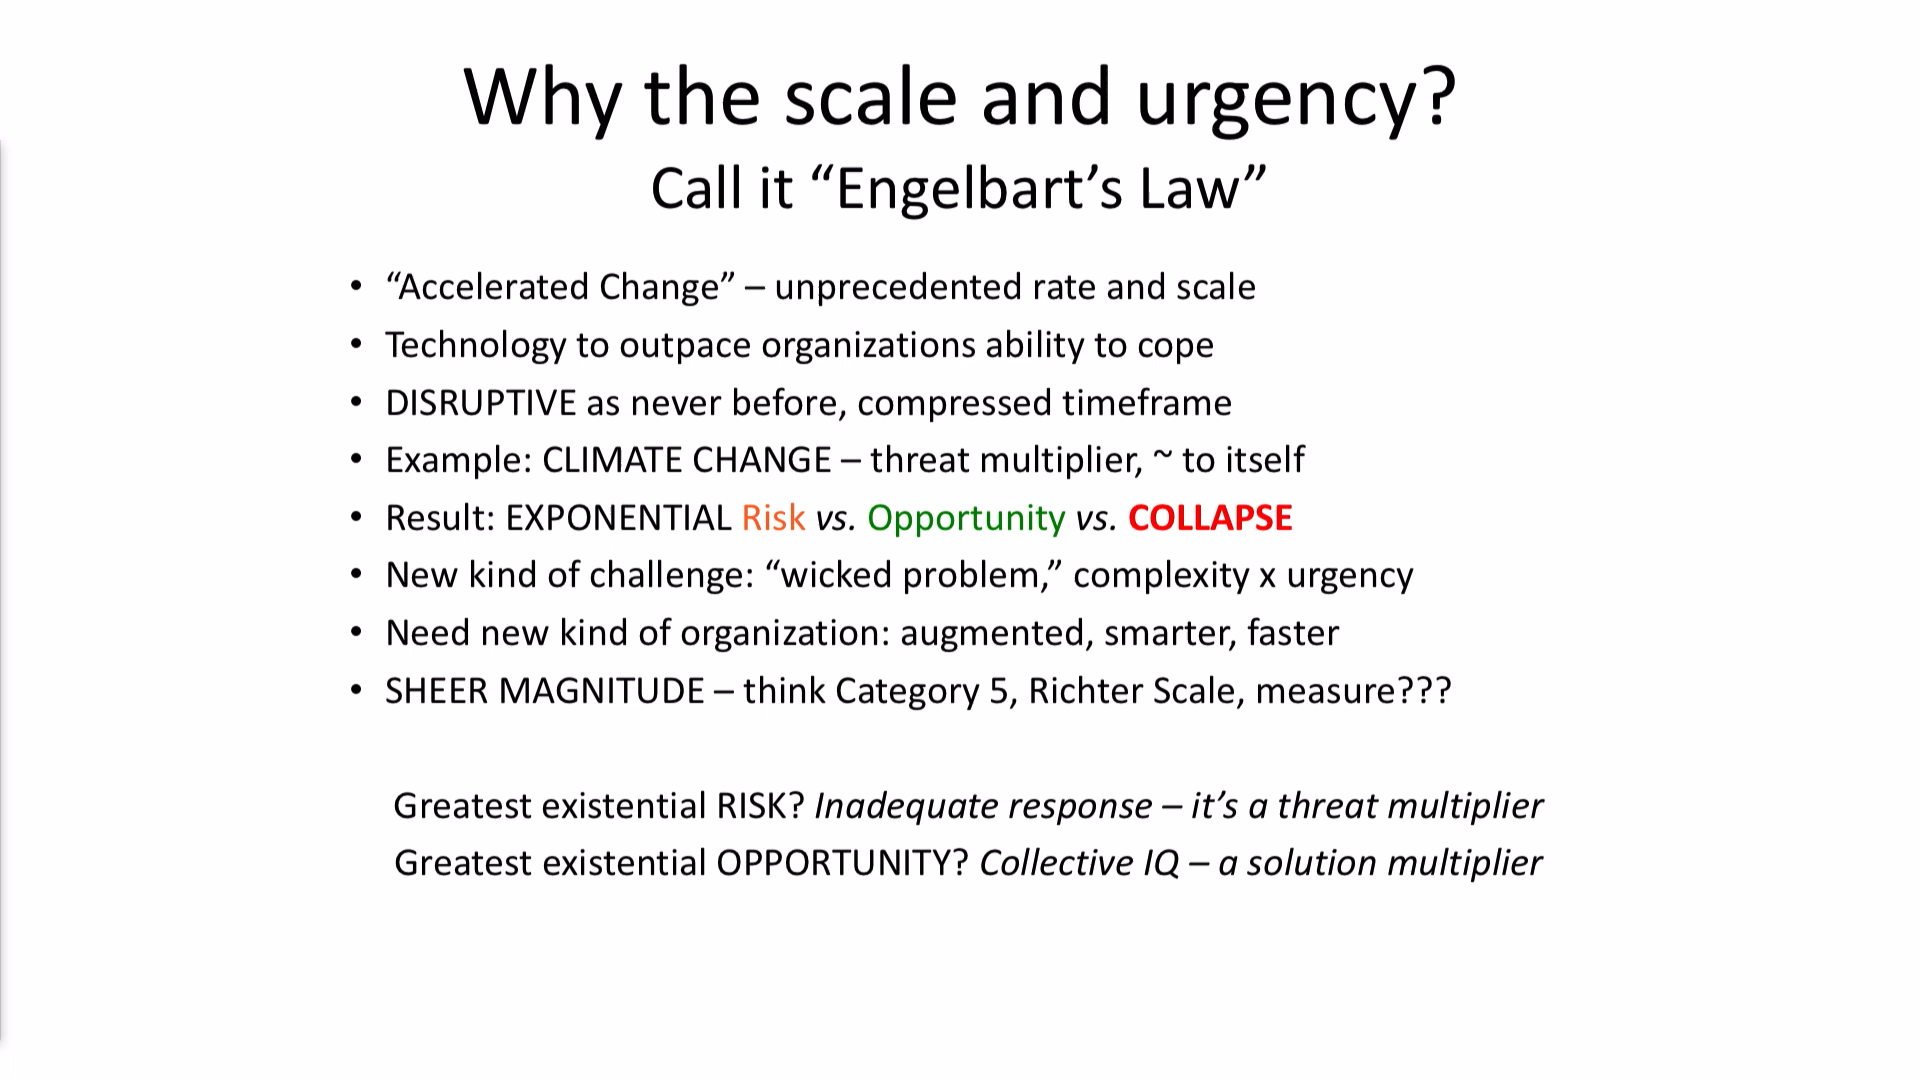 Why the scale and urgency?
Call it “Engelbart’s Law”
• “Accelerated Change” – unprecedented rate and scale
• Technology to outpace organizations ability to cope
• DISRUPTIVE as never before, compressed timeframe
• Example: CLIMATE CHANGE – threat multiplier, ~ to itself
• Result: EXPONENTIAL Risk vs. Opportunity vs. COLLAPSE
• New kind of challenge: “wicked problem,” complexity x urgency
• Need new kind of organization: augmented, smarter, faster
• SHEER MAGNITUDE – think Category 5, Richter Scale, measure???
Greatest existential RISK? Inadequate response – it’s a threat multiplier
Greatest existential OPPORTUNITY? Collective IQ – a solution multiplier